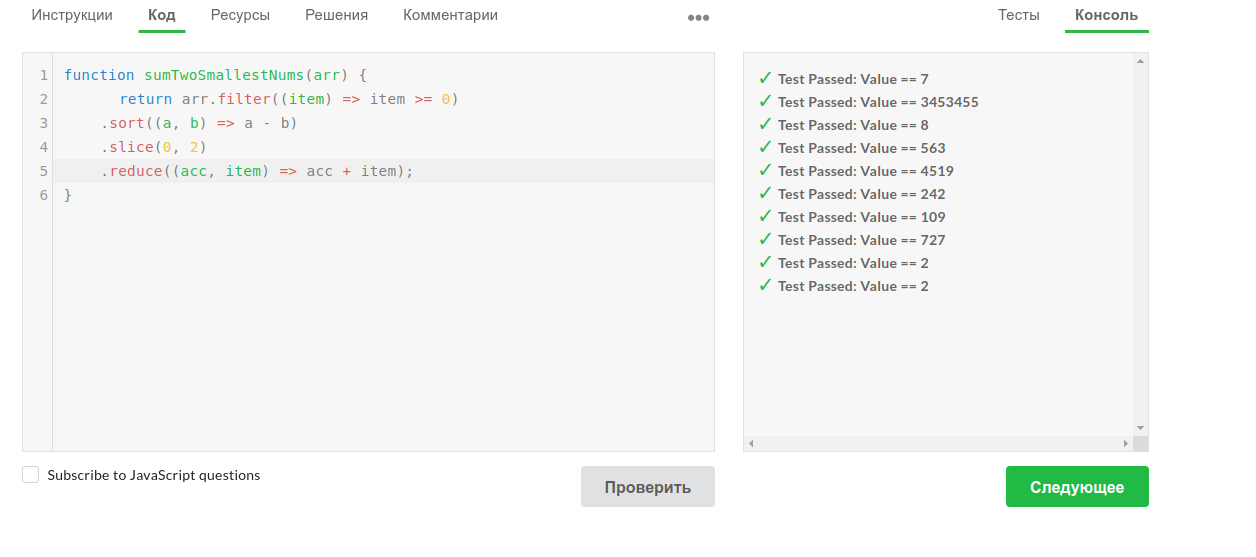 Инструкции Код Ресурсы Решения Комментарии ••• Тесты Консоль
1 function sumTwoSmallestNums(arr) {
2 return arr.filter((item) => item >= 0)
3 .sort((a, b) => a - b)
4 .slice(0, 2)
5 .reduce((acc, item) => acc + item);
6 }
✓ Test Passed: Value == 7
✓ Test Passed: Value == 3453455
✓ Test Passed: Value == 8
✓ Test Passed: Value == 563
✓ Test Passed: Value == 4519
✓ Test Passed: Value == 242
✓ Test Passed: Value == 109
✓ Test Passed: Value == 727
✓ Test Passed: Value == 2
✓ Test Passed: Value == 2
Subscribe to JavaScript questions
Проверить
Следующее